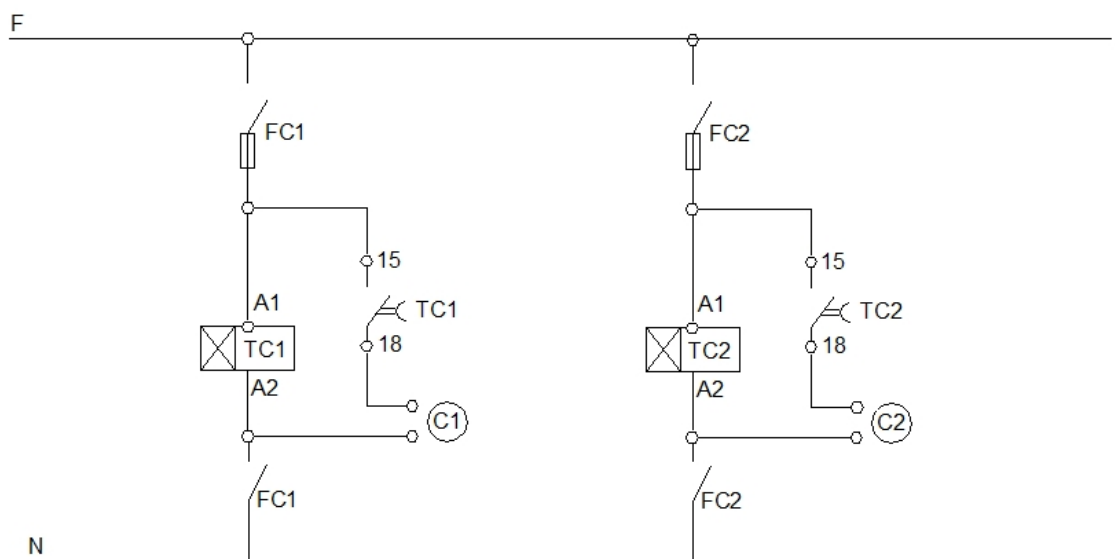 F
FC1 FC2
15 15
A1 TC1 A1 TC2
TC1 18 TC2 18
A2 A2
C1 C2
FC1 FC2
N